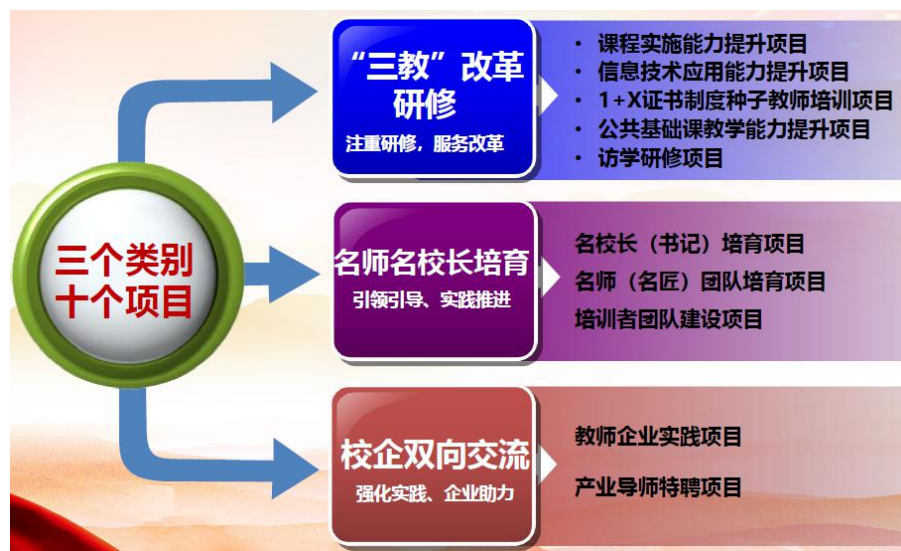 三个类别
十个项目
“三教”改革
研修
注重研修，服务改革
• 课程实施能力提升项目
• 信息技术应用能力提升项目
• 1+X证书制度种子教师培训项目
• 公共基础课教学能力提升项目
• 访学研修项目
名师名校长培育
引领引导、实践推进
名校长（书记）培育项目
名师（名匠）团队培育项目
培训者团队建设项目
校企双向交流
强化实践、企业助力
教师企业实践项目
产业导师特聘项目